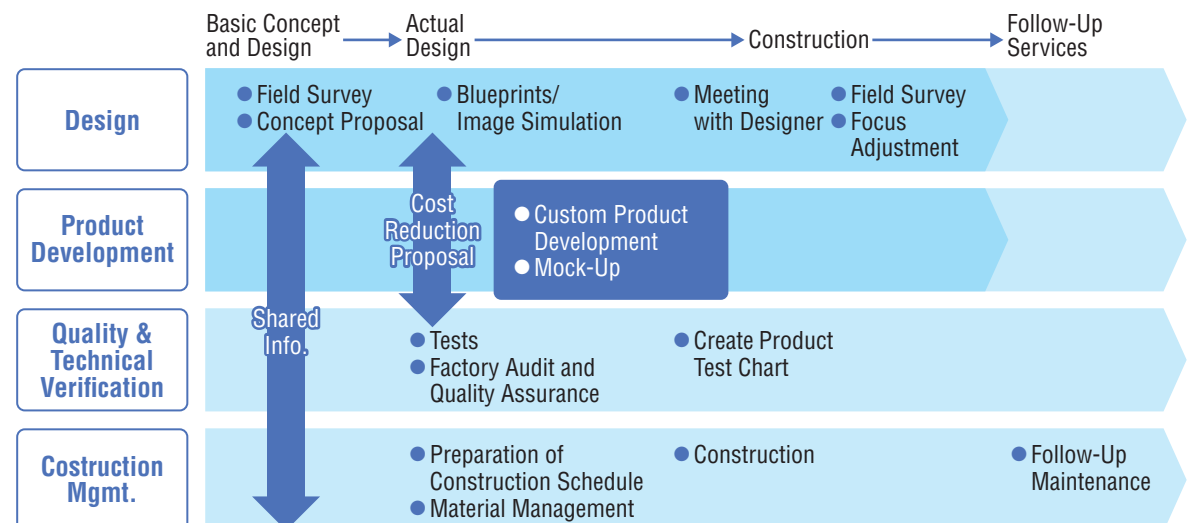 Basic Concept
and Design
Actual
Design
Construction
Follow-Up
Services
Design
● Field Survey
● Concept Proposal
● Blueprints/
Image Simulation
● Meeting
with Designer
● Field Survey
● Focus
Adjustment
Product
Development
Cost
Reduction
Proposal
● Custom Product
Development
● Mock-Up
Shared
Info.
Quality &
Technical
Verification
● Tests
● Factory Audit and
Quality Assurance
● Create Product
Test Chart
Costruction
Mgmt.
● Preparation of
Construction Schedule
● Material Management
● Construction
● Follow-Up
Maintenance